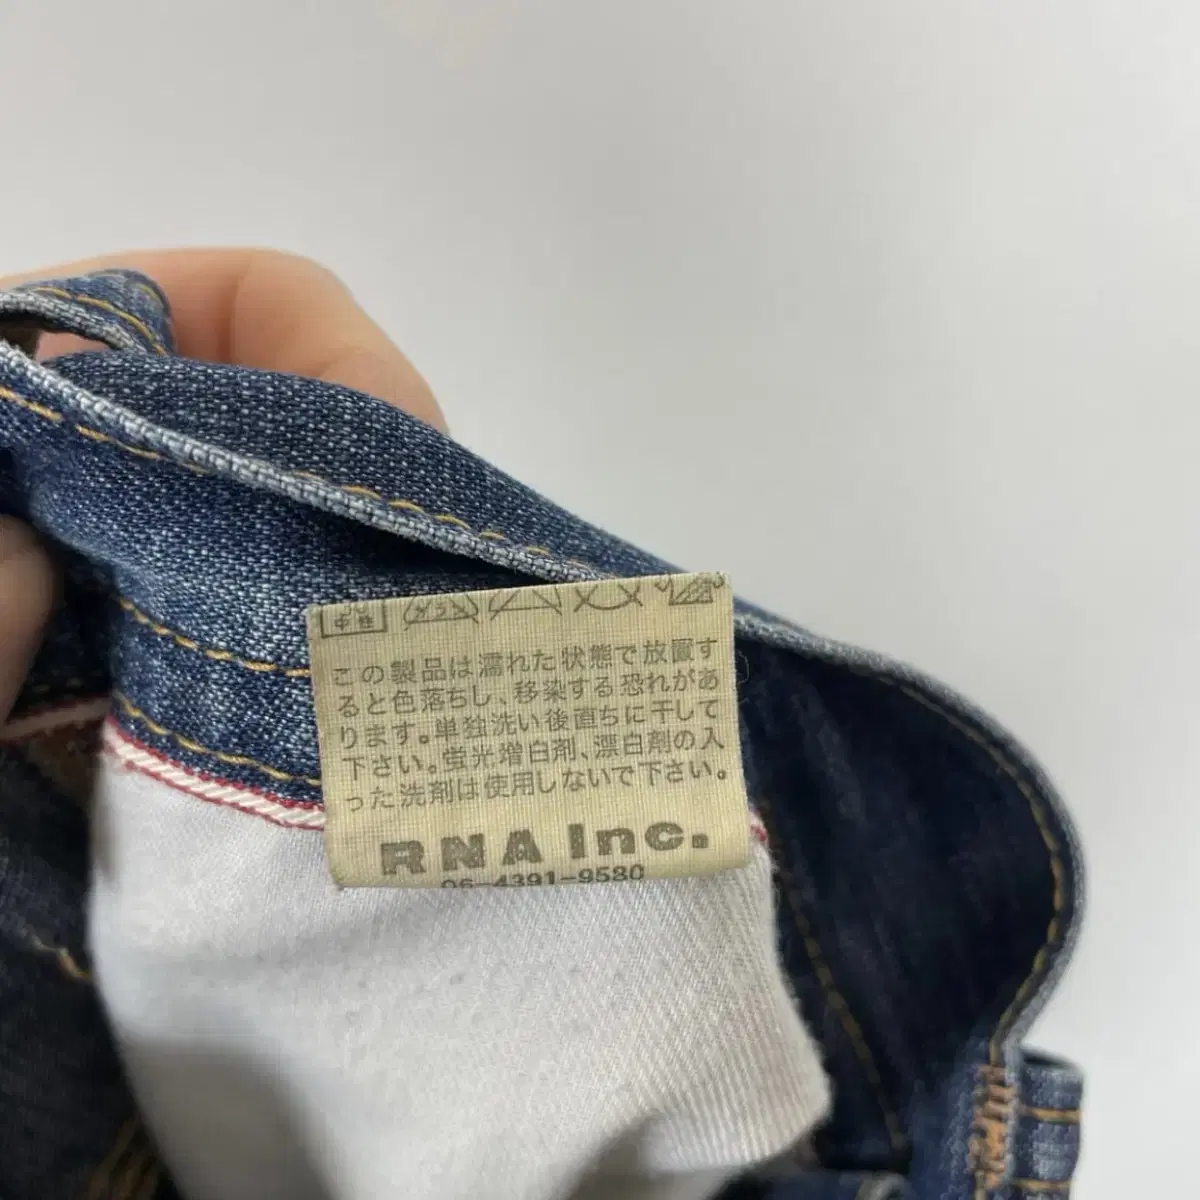 中性
この製品は濡れた状態で放置す
ると色落ちし、移染する恐れがあ
ります。単独洗い後直ちに干して
下さい。蛍光増白剤、漂白剤の入
った洗剤は使用しないで下さい。
RNA Inc.
06-4391-9580